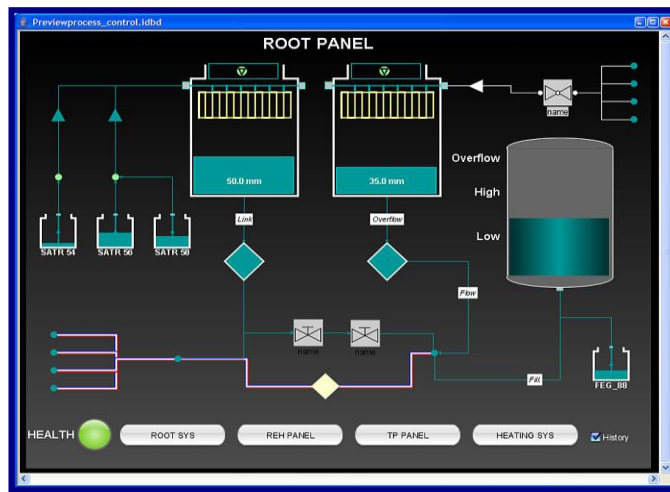 Previewprocess_control.idbd
ROOT PANEL
name
Overflow
50.0 mm
35.0 mm
High
Link
Overflow
Low
SATR 54
SATR 56
SATR 58
Flow
name
name
Fill
FEG_88
HEALTH
ROOT SYS
REH PANEL
TP PANEL
HEATING SYS
History